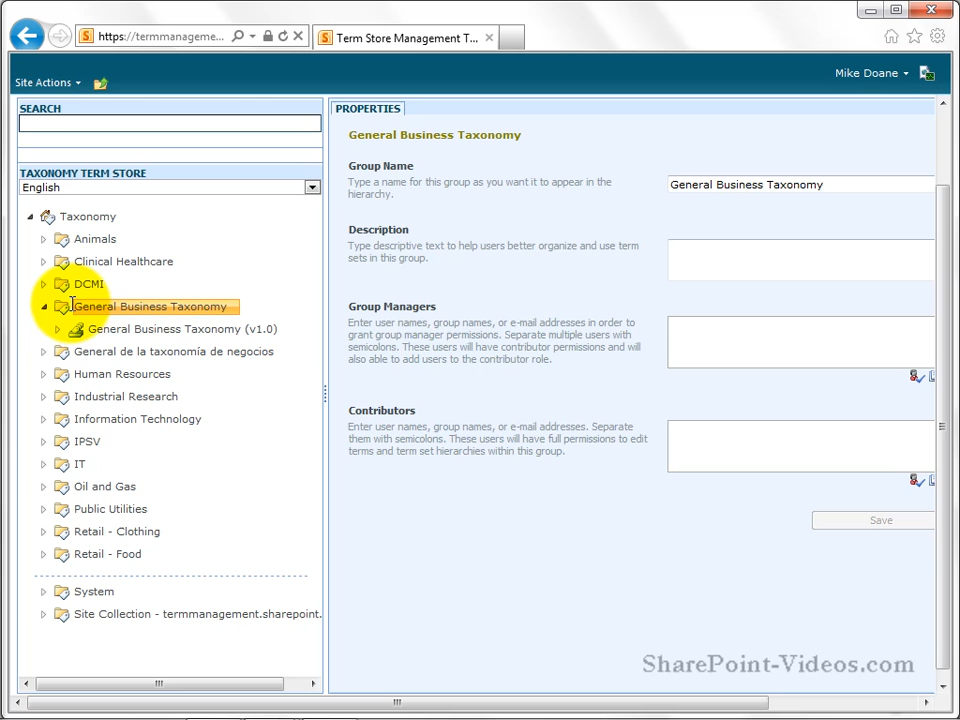 https://termmanageme...
Term Store Management T...
Site Actions
Mike Doane
SEARCH
TAXONOMY TERM STORE
English
Taxonomy
Animals
Clinical Healthcare
DCMI
General Business Taxonomy
General Business Taxonomy (v1.0)
General de la taxonomía de negocios
Human Resources
Industrial Research
Information Technology
IPSV
IT
Oil and Gas
Public Utilities
Retail - Clothing
Retail - Food
System
Site Collection - termmanagement.sharepoint.
PROPERTIES
General Business Taxonomy
Group Name
Type a name for this group as you want it to appear in the
hierarchy.
General Business Taxonomy
Description
Type descriptive text to help users better organize and use term
sets in this group.
Group Managers
Enter user names, group names, or e-mail addresses in order to
grant group manager permissions. Separate multiple users with
semicolons. These users will have contributor permissions and will
also able to add users to the contributor role.
Contributors
Enter user names, group names, or e-mail addresses. Separate
them with semicolons. These users will have full permissions to edit
terms and term set hierarchies within this group.
Save
SharePoint-Videos.com